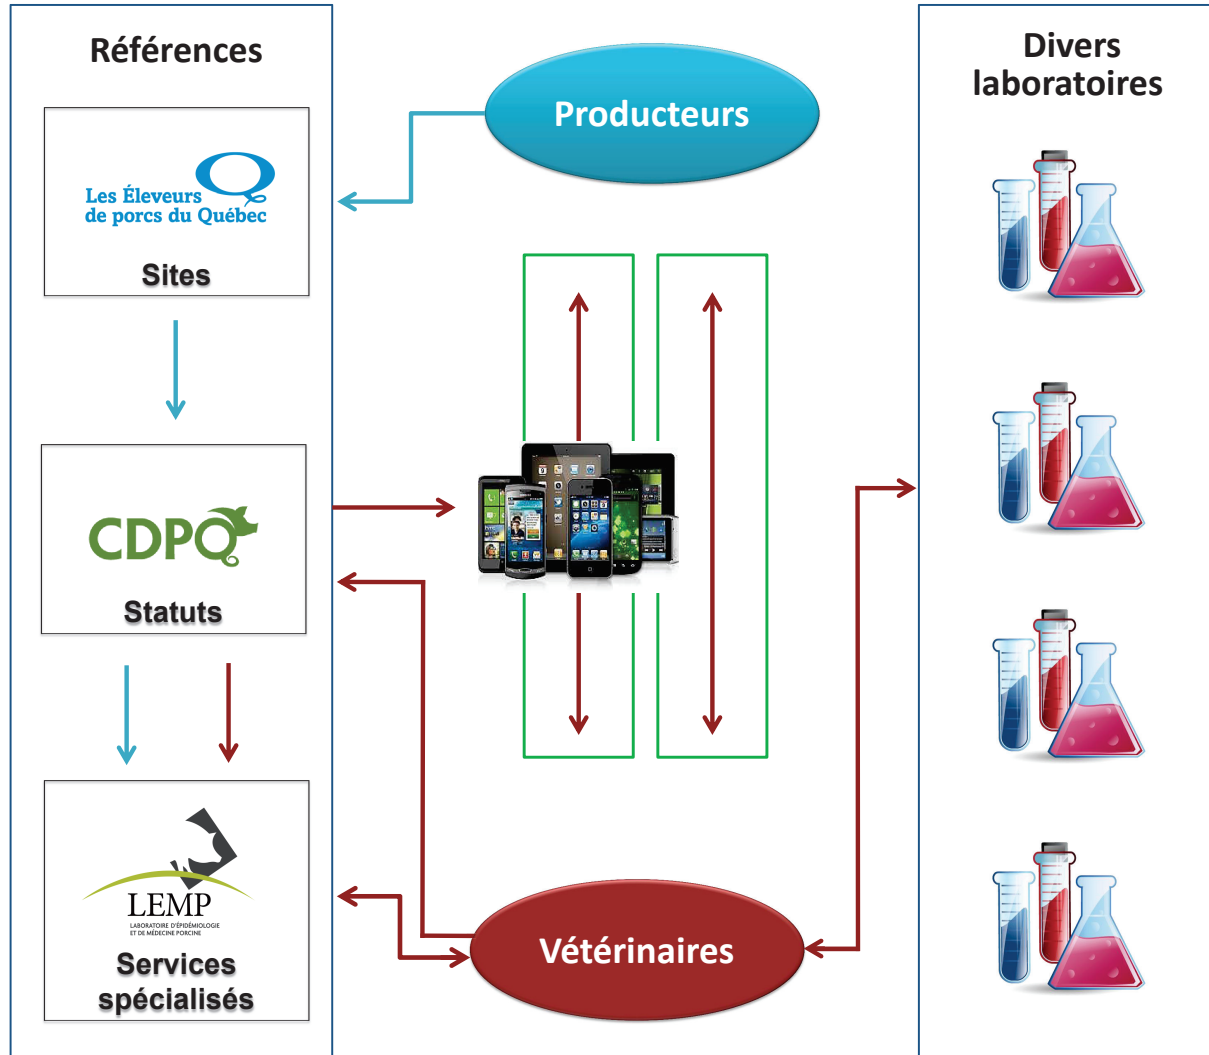 Références
Les Éleveurs
de porcs du Québec
Sites
CDPQ
Statuts
LEMP
LABORATOIRE D'ÉPIDÉMIOLOGIE
ET DE MÉDECINE PORCINE
Services
spécialisés
Producteurs
Vétérinaires
Divers
laboratoires